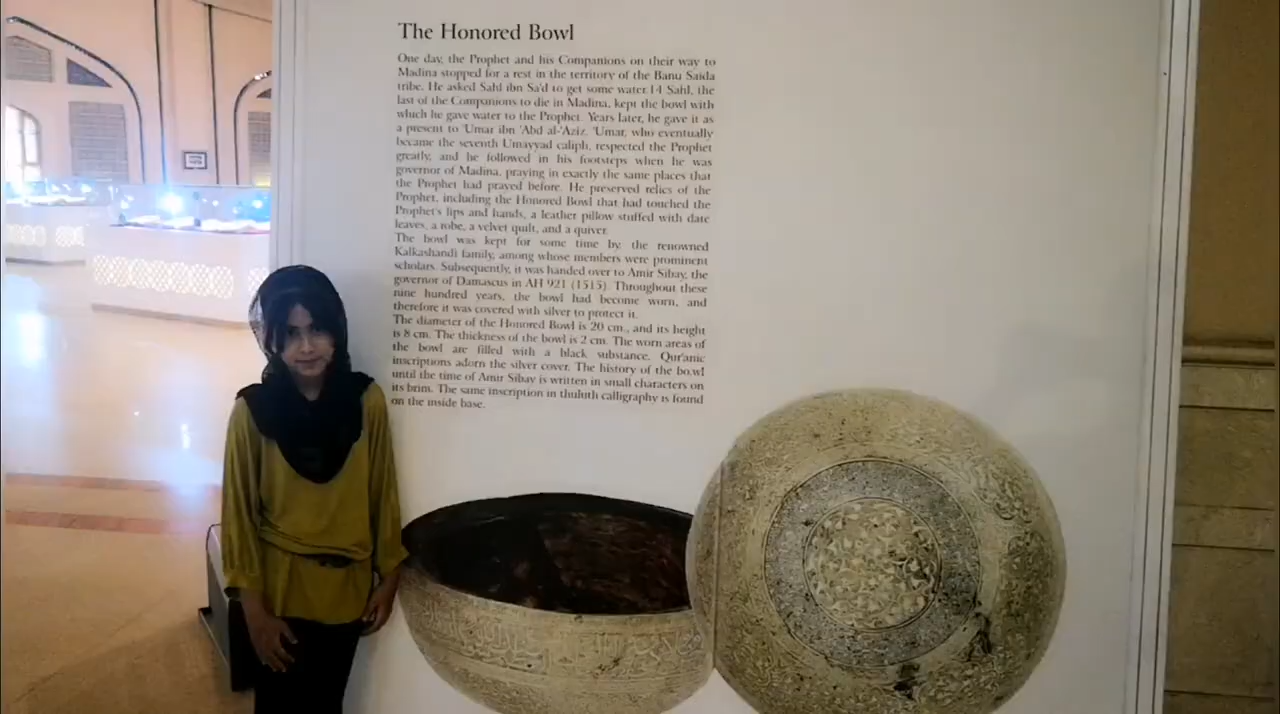 The Honored Bowl
One day, the Prophet and his Companions on their way to
Madina stopped for a rest in the territory of the Banu Saida
tribe. He asked Sahl ibn Sa'd to get some water.14 Sahl, the
last of the Companions to die in Madina, kept the bowl with
which he gave water to the Prophet. Years later, he gave it as
a present to 'Umar ibn 'Abd al-'Aziz. 'Umar, who eventually
became the seventh Umayyad caliph, respected the Prophet
greatly, and he followed in his footsteps when he was
governor of Madina, praying in exactly the same places that
the Prophet had prayed before. He preserved relics of the
Prophet, including the Honored Bowl that had touched the
Prophet's lips and hands, a leather pillow stuffed with date
leaves, a robe, a velvet quilt, and a quiver.
The bowl was kept for some time by the renowned
Kalkashandi family, among whose members were prominent
scholars. Subsequently, it was handed over to Amir Sibay, the
governor of Damascus in AH 921 (1515). Throughout these
nine hundred years, the bowl had become worn, and
therefore it was covered with silver to protect it.
The diameter of the Honored Bowl is 20 cm., and its height
is 8 cm. The thickness of the bowl is 2 cm. The worn areas of
the bowl are filled with a black substance. Qur'anic
inscriptions adorn the silver cover. The history of the bo.wl
until the time of Amir Sibay is written in small characters on
its brim. The same inscription in thuluth calligraphy is found
on the inside base.